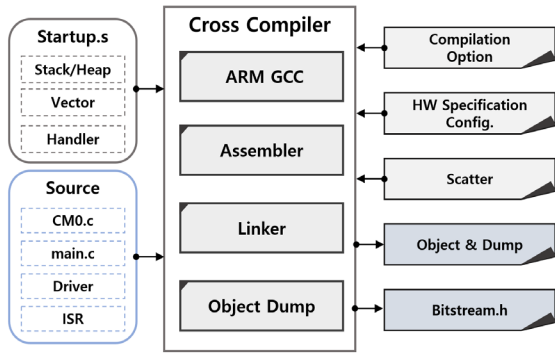 Startup.s
Stack/Heap
Vector
Handler
Source
CM0.c
main.c
Driver
ISR
Cross Compiler
ARM GCC
Assembler
Linker
Object Dump
Compilation
Option
HW Specification
Config.
Scatter
Object & Dump
Bitstream.h